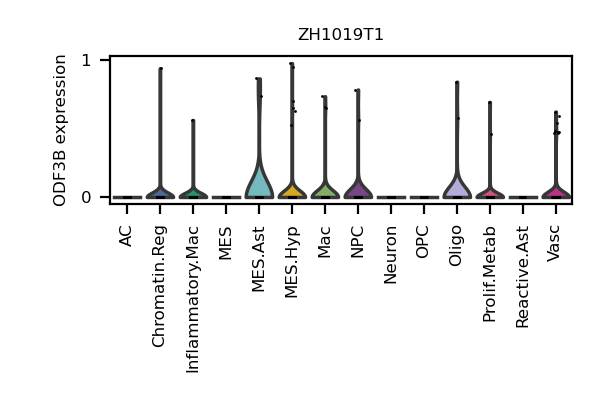 ZH1019T1
ODF3B expression
1
0
AC
Chromatin.Reg
Inflammatory.Mac
MES
MES.Ast
MES.Hyp
Mac
NPC
Neuron
OPC
Oligo
Prolif.Metab
Reactive.Ast
Vasc